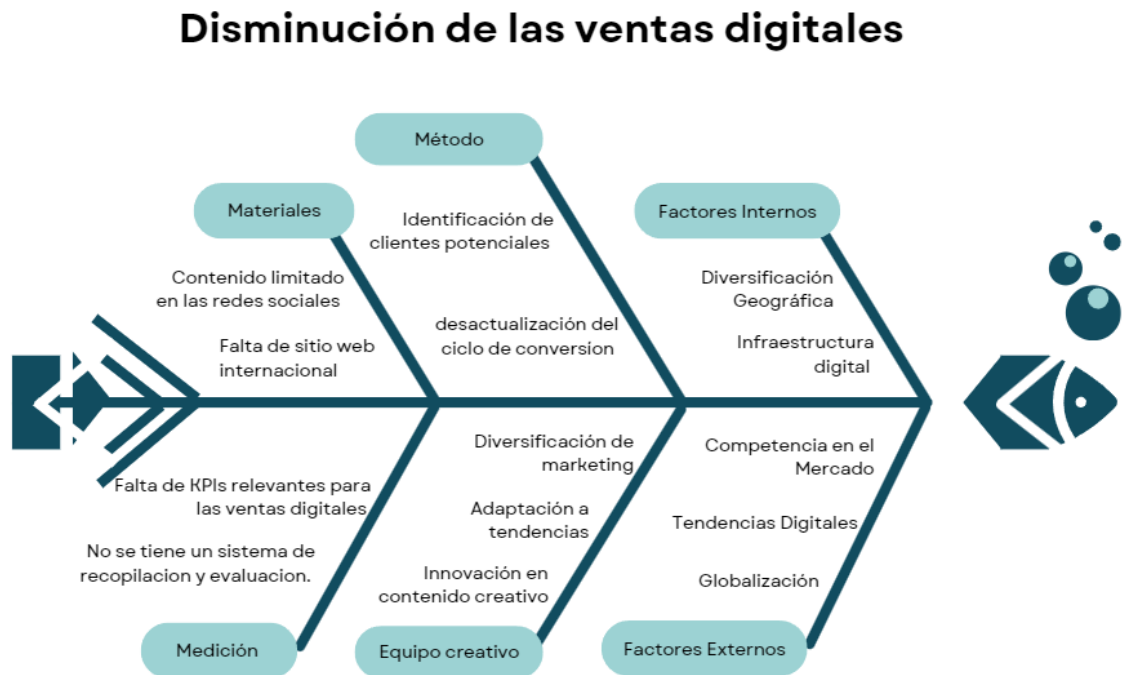 Disminución de las ventas digitales
Método
Materiales
Factores Internos
Identificación de
clientes potenciales
Contenido limitado
en las redes sociales
Diversificación
Geográfica
desactualización del
ciclo de conversion
Falta de sitio web
internacional
Infraestructura
digital
Diversificación de
marketing
Competencia en el
Mercado
Falta de KPIs relevantes para
las ventas digitales
Adaptación a
tendencias
Tendencias Digitales
No se tiene un sistema de
recopilacion y evaluacion.
Innovación en
contenido creativo
Globalización
Medición
Equipo creativo
Factores Externos